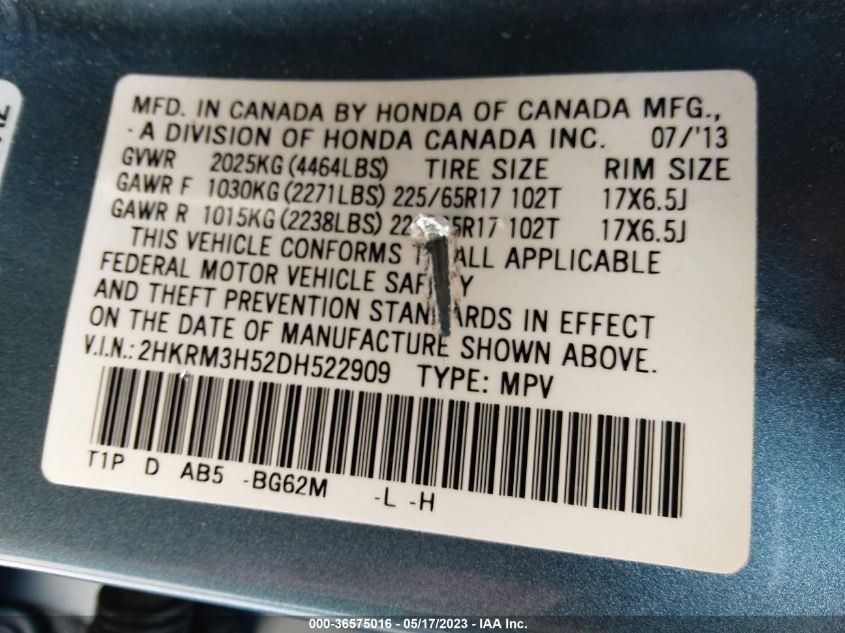 MFD. IN CANADA BY HONDA OF CANADA MFG.,
- A DIVISION OF HONDA CANADA INC. 07/'13
GVWR 2025KG (4464LBS) TIRE SIZE RIM SIZE
GAWR F 1030KG (2271LBS) 225/65R17 102T 17X6.5J
GAWR R 1015KG (2238LBS) 102T 17X6.5J
THIS VEHICLE CONFORMS ALL APPLICABLE
FEDERAL MOTOR VEHICLE
AND THEFT PREVENTION IN EFFECT
ON THE DATE OF MANUFACTURE SHOWN ABOVE.
V.I.N.: 2HKRM3H52DH522909 TYPE: MPV
T1P D AB5 -BG62M -L -H
000-36575016 - 05/17/2023 - IAA Inc.